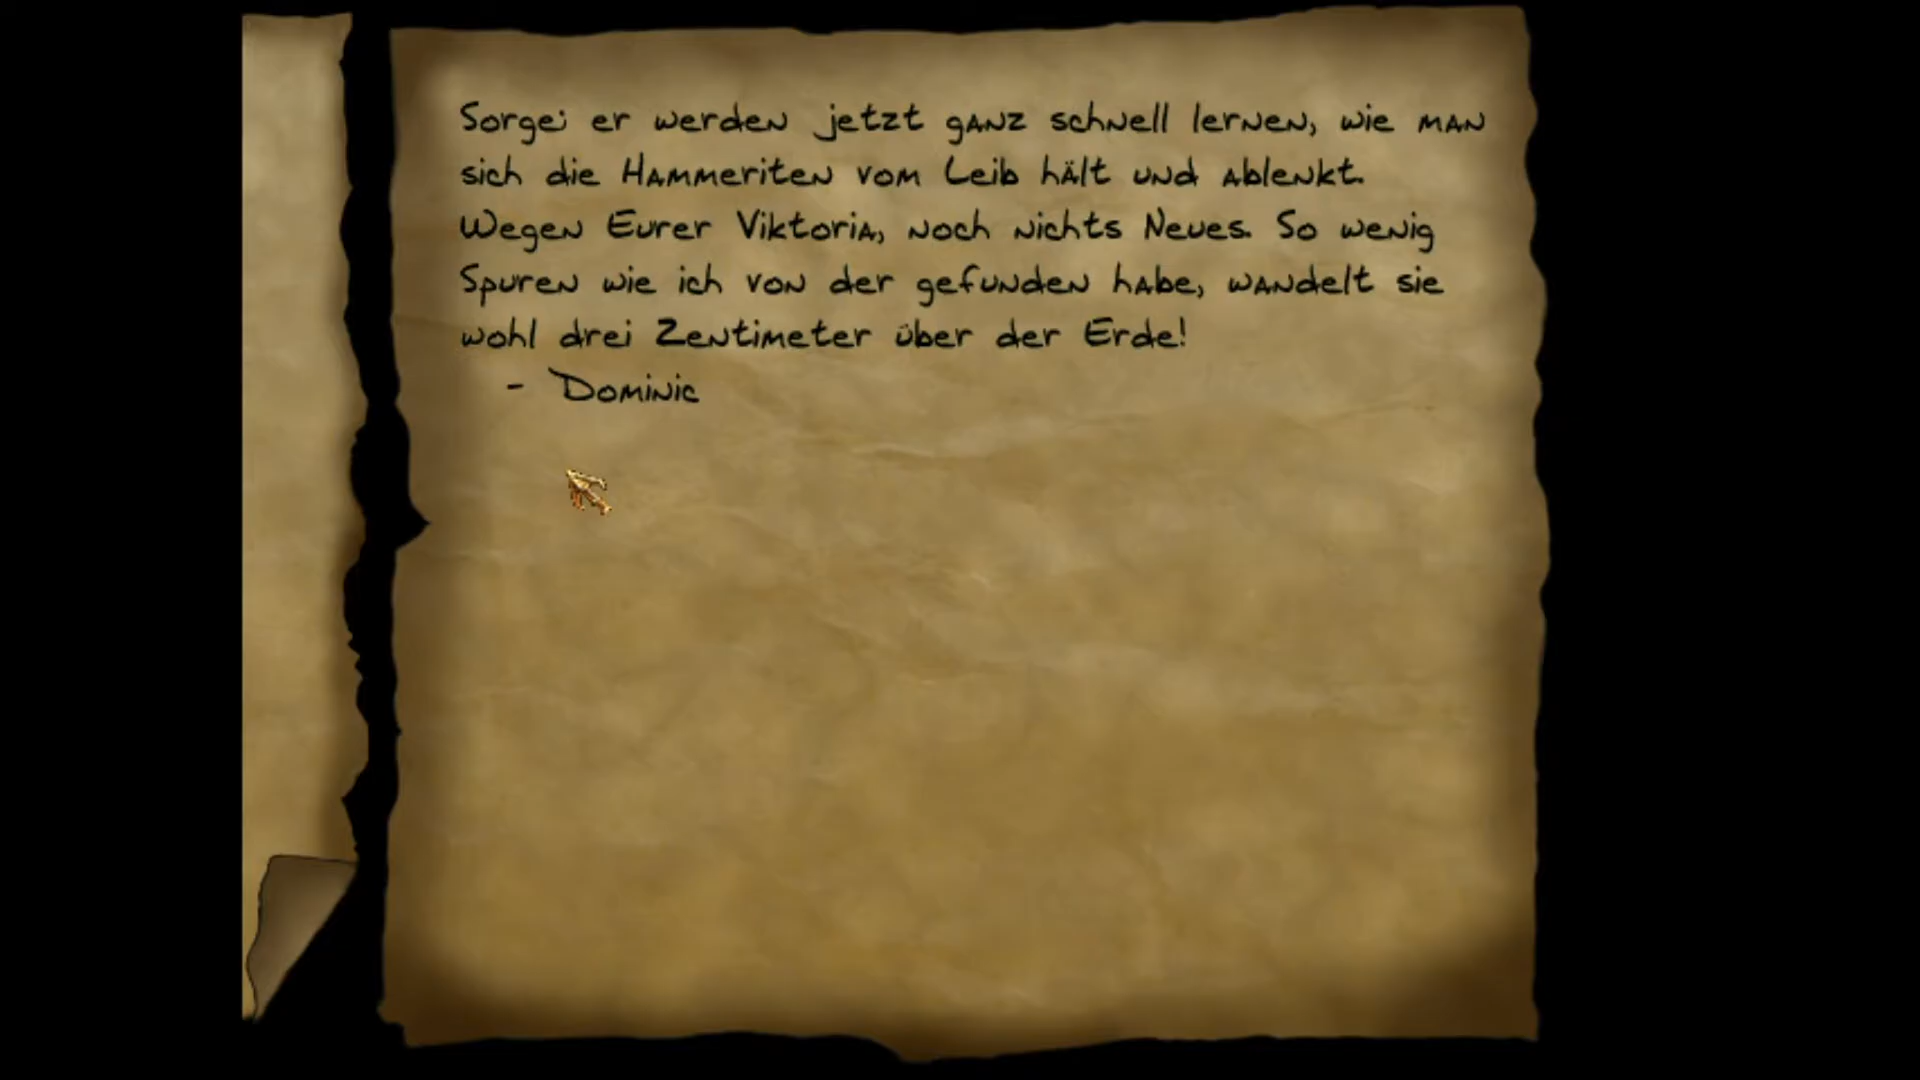 Sorge; er werden jetzt ganz schnell lernen, wie man
sich die Hammeriten vom Leib hält und ablenkt.
Wegen Eurer Viktoria, noch nichts Neues. So wenig
Spuren wie ich von der gefunden habe, wandelt sie
wohl drei Zentimeter über der Erde!
- Dominic